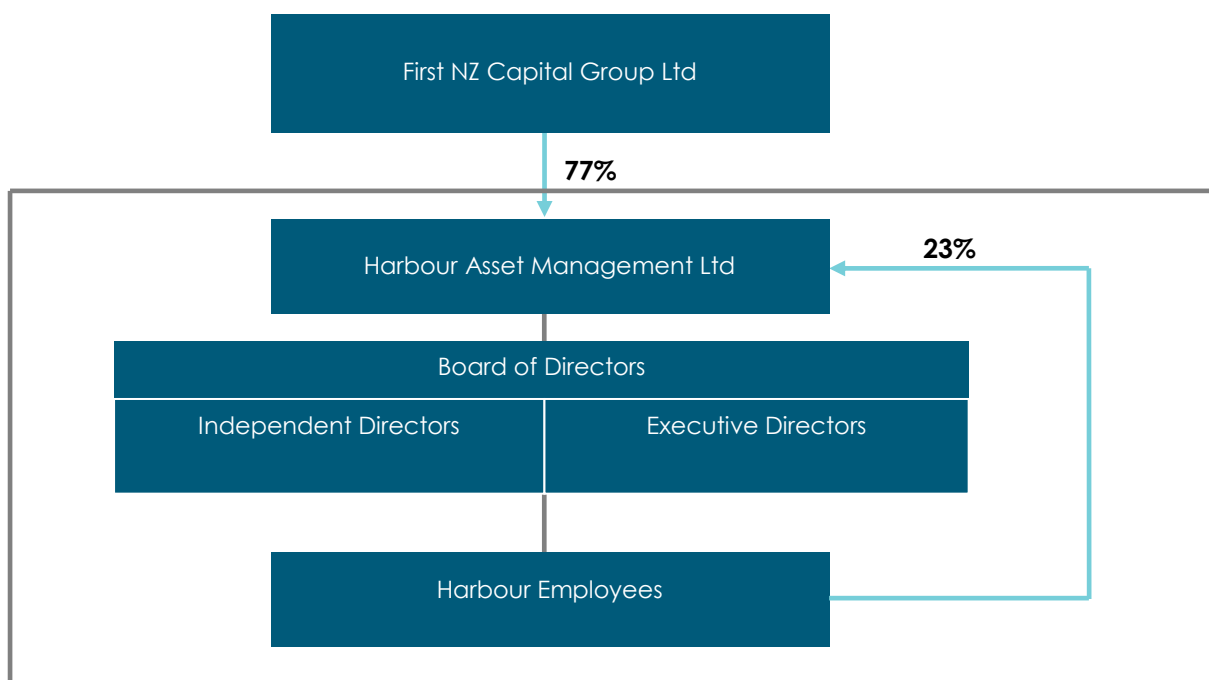 First NZ Capital Group Ltd
77%
Harbour Asset Management Ltd
23%
Board of Directors
Independent Directors
Executive Directors
Harbour Employees